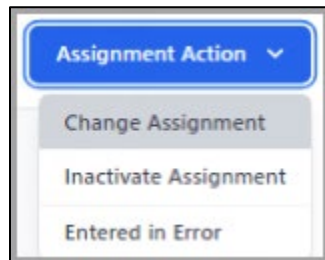 Assignment Action
Change Assignment
Inactivate Assignment
Entered in Error